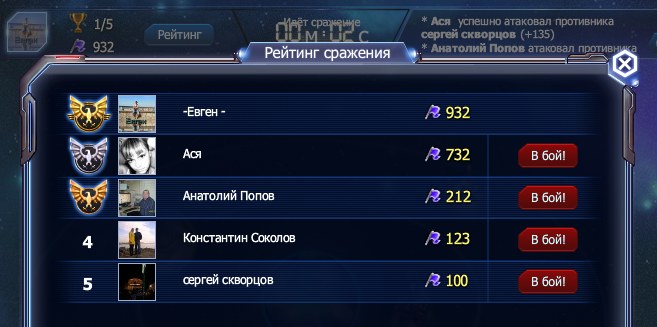 1/5
932
Рейтинг
Идёт сражение
00м:02с
* Ася успешно атаковал противника
сергей скворцов (+135)
* Анатолий Попов атаковал противника
Рейтинг сражения
-Евген - 932
Ася 732 В бой!
Анатолий Попов 212 В бой!
4 Константин Соколов 123 В бой!
5 сергей скворцов 100 В бой!